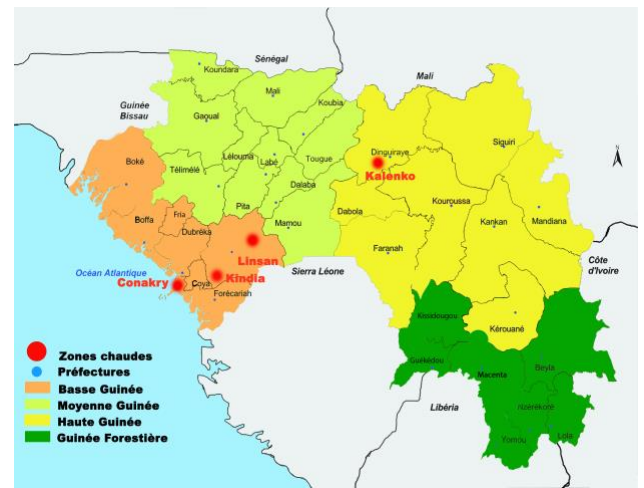 Sénégal
Mali
Koundara
Mali
Koubia
Guinée
Bissau
Gaoual
Siguiri
Dinguiraye
Boké
Lélouma
Labé
Tougue
Kalenko
Télimélé
Dalaba
Pita
Kouroussa
Boffa
Fria
Dabola
Kankan
Mandiana
Mamou
Dubréka
Linsan
Faranah
Océan Atlantique
Kindia
Sierra Léone
Côte
d'Ivoire
Conakry
Coya
Forécariah
Kissidougou
Kérouané
Zones chaudes
Guékédou
Beyla
Préfectures
Macenta
Basse Guinée
Moyenne Guinée
Libéria
Nzérékoré
Haute Guinée
Yomou
Lola
Guinée Forestière